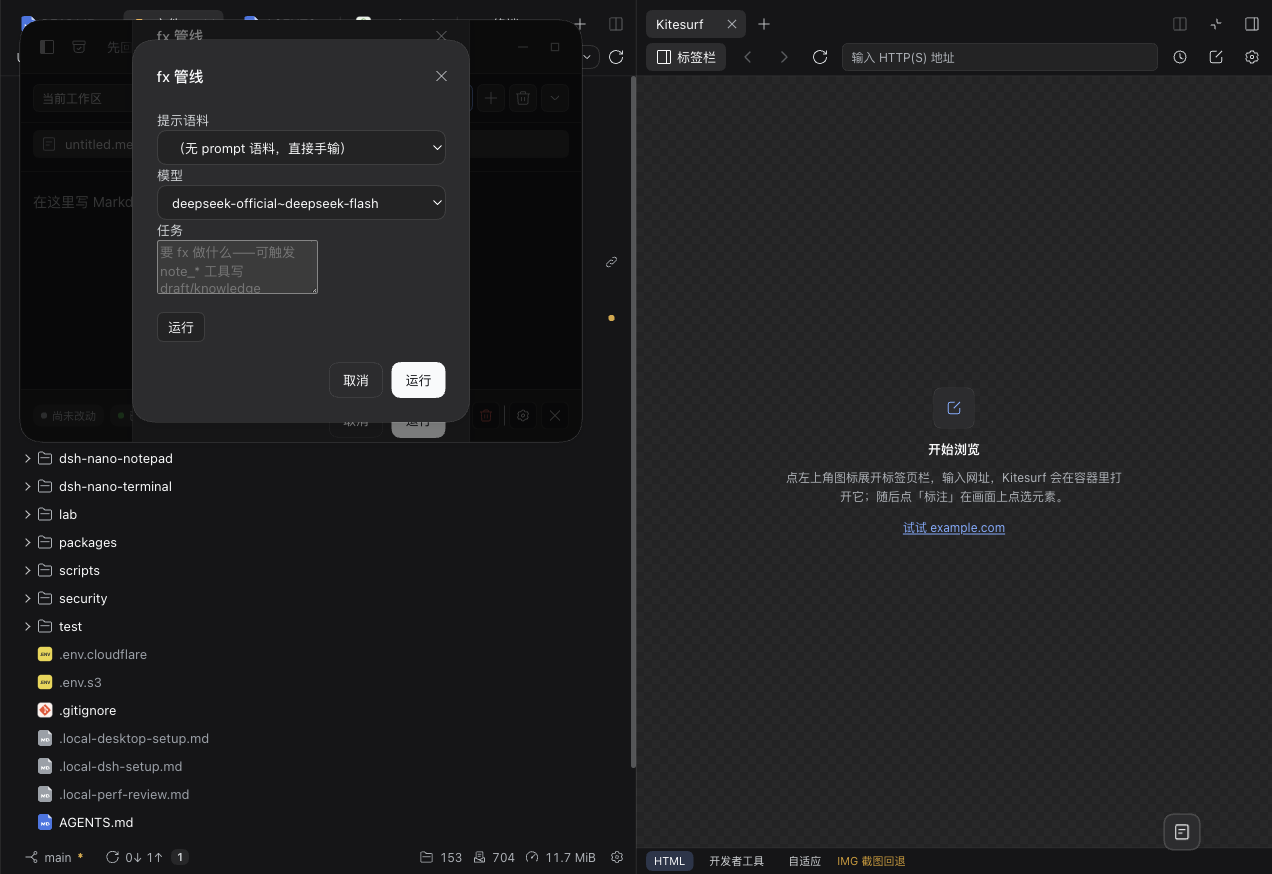 Kitesurf
标签栏
输入 HTTP(S) 地址
fx 管线
fx 管线
当前工作区
untitled.me
在这里写 Markd
提示语料
（无 prompt 语料，直接手输）
模型
deepseek-official~deepseek-flash
任务
要 fx 做什么——可触发
note_* 工具写
draft/knowledge
运行
取消
运行
尚未改动
取消
运行
dsh-nano-notepad
dsh-nano-terminal
lab
packages
scripts
security
test
.env.cloudflare
.env.s3
.gitignore
.local-desktop-setup.md
.local-dsh-setup.md
.local-perf-review.md
AGENTS.md
main *
0↓ 1↑
1
153
704
11.7 MiB
开始浏览
点左上角图标展开标签页栏，输入网址，Kitesurf 会在容器里打
开它；随后点「标注」在画面上点选元素。
试试 example.com
HTML
开发者工具
自适应
IMG 截图回退